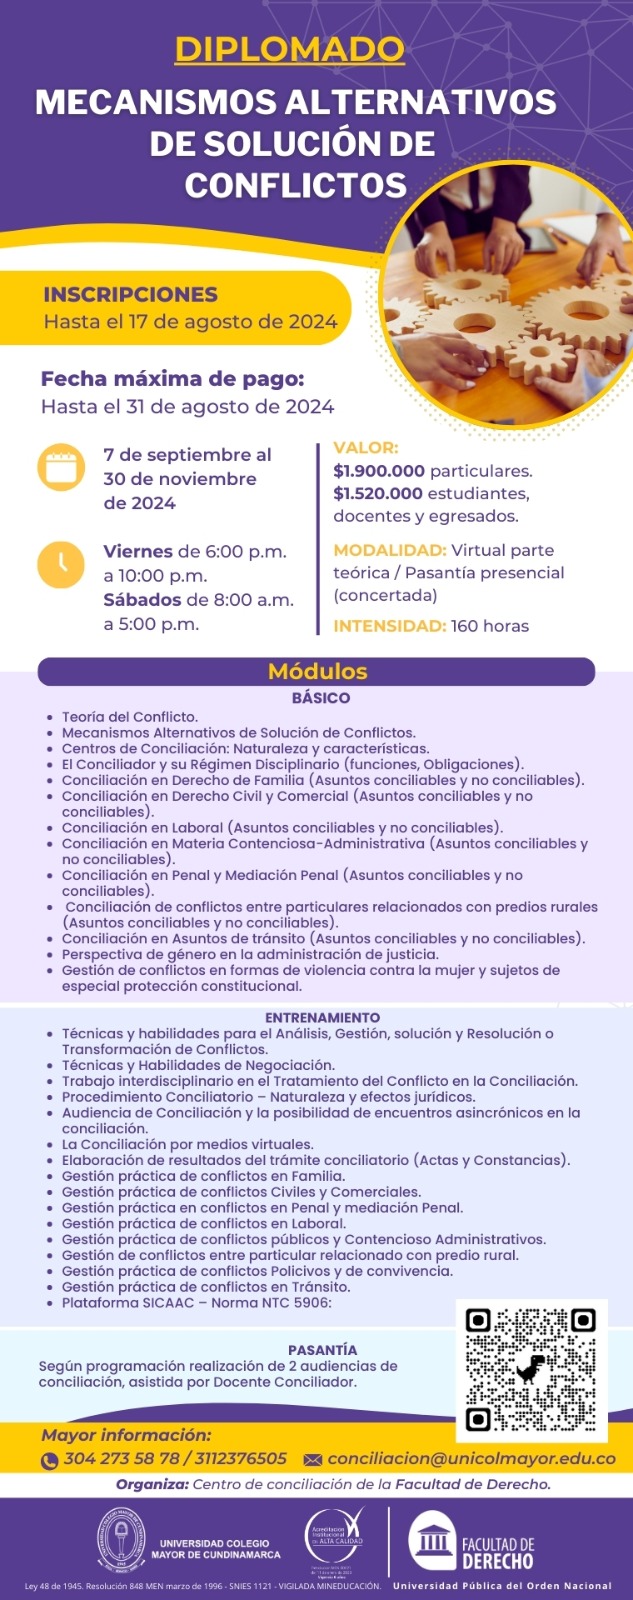 DIPLOMADO
MECANISMOS ALTERNATIVOS
DE SOLUCIÓN DE
CONFLICTOS
INSCRIPCIONES
Hasta el 17 de agosto de 2024
Fecha máxima de pago:
Hasta el 31 de agosto de 2024
7 de septiembre al
30 de noviembre
de 2024
Viernes de 6:00 p.m.
a 10:00 p.m.
Sábados de 8:00 a.m.
a 5:00 p.m.
VALOR:
$1.900.000 particulares.
$1.520.000 estudiantes,
docentes y egresados.
MODALIDAD: Virtual parte
teórica / Pasantía presencial
(concertada)
INTENSIDAD: 160 horas
Módulos
BÁSICO
• Teoría del Conflicto.
• Mecanismos Alternativos de Solución de Conflictos.
• Centros de Conciliación: Naturaleza y características.
• El Conciliador y su Régimen Disciplinario (funciones, Obligaciones).
• Conciliación en Derecho de Familia (Asuntos conciliables y no conciliables).
• Conciliación en Derecho Civil y Comercial (Asuntos conciliables y no
conciliables).
• Conciliación en Laboral (Asuntos conciliables y no conciliables).
• Conciliación en Materia Contenciosa-Administrativa (Asuntos conciliables y
no conciliables).
• Conciliación en Penal y Mediación Penal (Asuntos conciliables y no
conciliables).
• Conciliación de conflictos entre particulares relacionados con predios rurales
(Asuntos conciliables y no conciliables).
• Conciliación en Asuntos de tránsito (Asuntos conciliables y no conciliables).
• Perspectiva de género en la administración de justicia.
• Gestión de conflictos en formas de violencia contra la mujer y sujetos de
especial protección constitucional.
ENTRENAMIENTO
• Técnicas y habilidades para el Análisis, Gestión, solución y Resolución o
Transformación de Conflictos.
• Técnicas y Habilidades de Negociación.
• Trabajo interdisciplinario en el Tratamiento del Conflicto en la Conciliación.
• Procedimiento Conciliatorio – Naturaleza y efectos jurídicos.
• Audiencia de Conciliación y la posibilidad de encuentros asincrónicos en la
conciliación.
• La Conciliación por medios virtuales.
• Elaboración de resultados del trámite conciliatorio (Actas y Constancias).
• Gestión práctica de conflictos en Familia.
• Gestión práctica de conflictos Civiles y Comerciales.
• Gestión práctica en conflictos en Penal y mediación Penal.
• Gestión práctica de conflictos en Laboral.
• Gestión práctica de conflictos públicos y Contencioso Administrativos.
• Gestión de conflictos entre particular relacionado con predio rural.
• Gestión práctica de conflictos Policivos y de convivencia.
• Gestión práctica de conflictos en Tránsito.
• Plataforma SICAAC – Norma NTC 5906:
PASANTÍA
Según programación realización de 2 audiencias de
conciliación, asistida por Docente Conciliador.
Mayor información:
304 273 58 78 / 3112376505 conciliacion@unicolmayor.edu.co
Organiza: Centro de conciliación de la Facultad de Derecho.
UNIVERSIDAD COLEGIO
MAYOR DE CUNDINAMARCA
Acreditación
Institucional
de ALTA CALIDAD
FACULTAD DE
DERECHO
Ley 48 de 1945. Resolución 848 MEN marzo de 1996 - SNIES 1121 - VIGILADA MINEDUCACIÓN. Universidad Pública del Orden Nacional